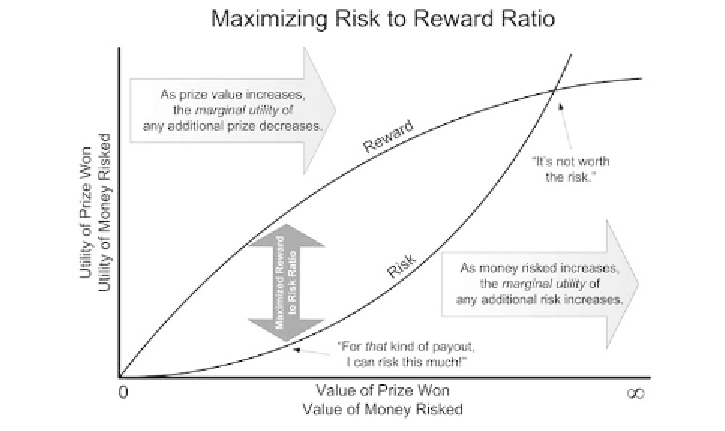 Maximizing Risk to Reward Ratio
As prize value increases,
the marginal utility of
any additional prize decreases.
Reward
"It's not worth
the risk."
Utility of Prize Won
Utility of Money Risked
Maximized Reward
to Risk Ratio
Risk
As money risked increases,
the marginal utility of
any additional risk increases.
"For that kind of payout,
I can risk this much!"
0
Value of Prize Won
∞
Value of Money Risked